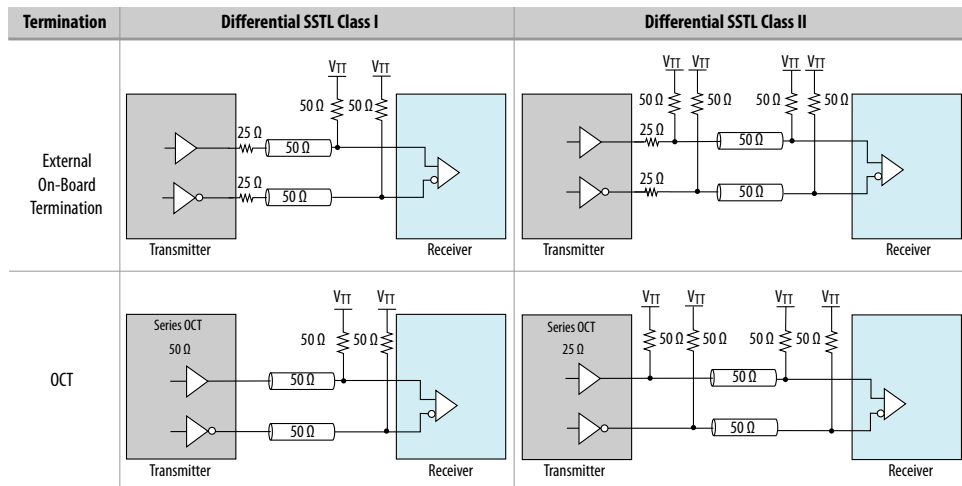 Termination Differential SSTL Class I Differential SSTL Class II
External
On-Board
Termination
VTT VTT
50 Ω 50 Ω
25 Ω
50 Ω
25 Ω
50 Ω
Transmitter Receiver
VTT VTT VTT VTT
50 Ω 50 Ω 50 Ω 50 Ω
25 Ω
50 Ω
25 Ω
50 Ω
Transmitter Receiver
OCT
VTT VTT
Series OCT
50 Ω
50 Ω 50 Ω
50 Ω
50 Ω
Transmitter Receiver
VTT VTT VTT VTT
Series OCT
25 Ω
50 Ω 50 Ω 50 Ω 50 Ω
50 Ω
50 Ω
Transmitter Receiver